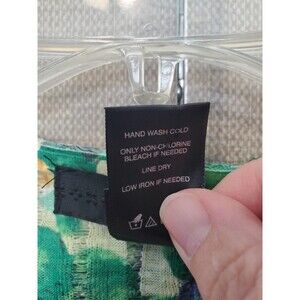 HAND WASH COLD
ONLY NON-CHLORINE
BLEACH IF NEEDED
LINE DRY
LOW IRON IF NEEDED